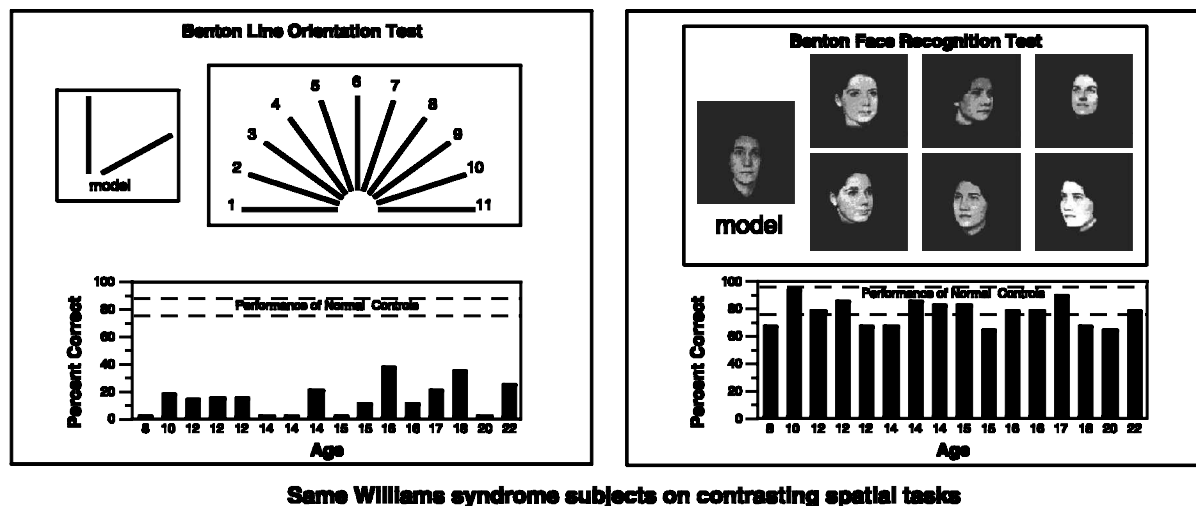 Benton Line Orientation Test
model
1 2 3 4 5 6 7 8 9 10 11
Percent Correct
100
80
60
40
20
0
Performance of Normal Controls
8 10 12 12 12 14 14 14 15 15 16 16 17 18 20 22
Age
Benton Face Recognition Test
model
Percent Correct
100
80
60
40
20
0
Performance of Normal Controls
8 10 12 12 12 14 14 14 15 15 16 16 17 18 20 22
Age
Same Williams syndrome subjects on contrasting spatial tasks